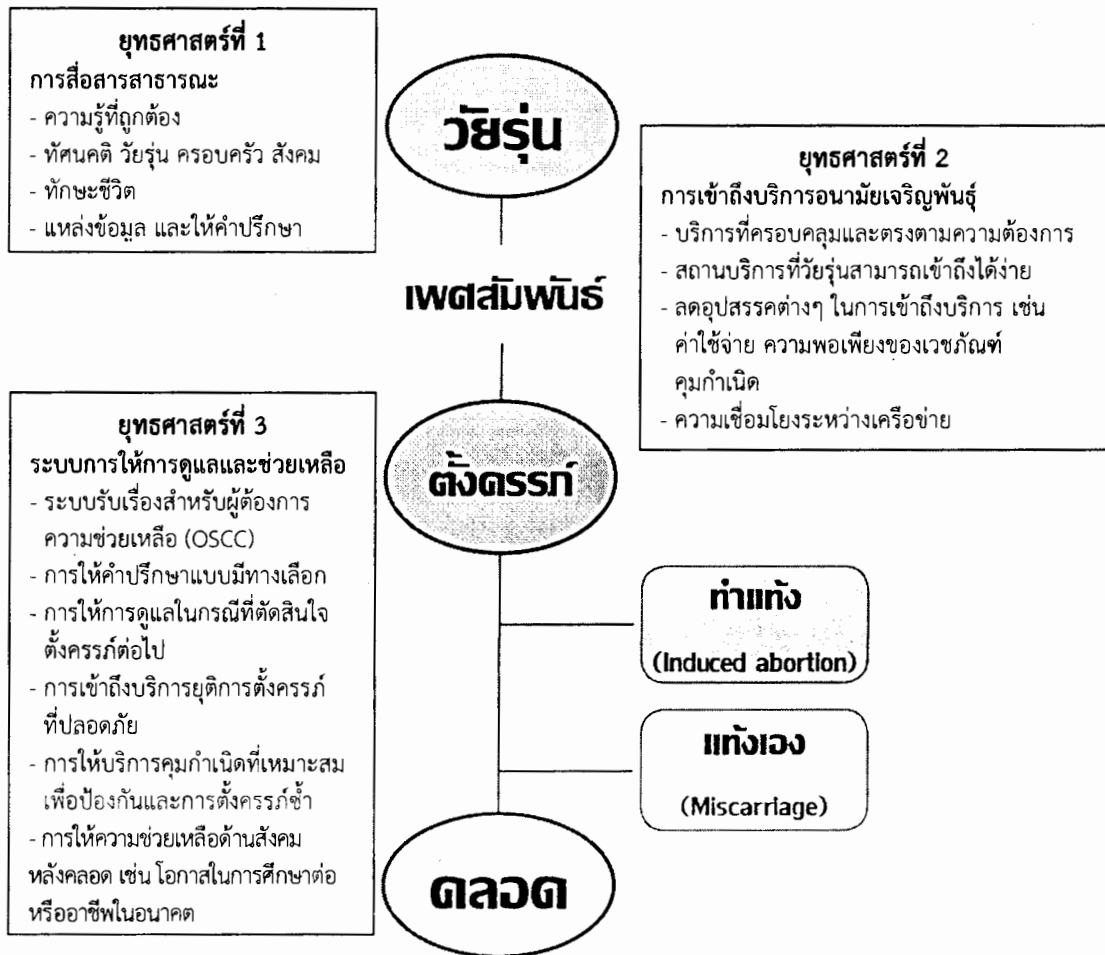 ยุทธศาสตร์ที่ 1
การสื่อสารสาธารณะ
- ความรู้ที่ถูกต้อง
- ทัศนคติ วัยรุ่น ครอบครัว สังคม
- ทักษะชีวิต
- แหล่งข้อมูล และให้คำปรึกษา
วัยรุ่น
ยุทธศาสตร์ที่ 2
การเข้าถึงบริการอนามัยเจริญพันธุ์
- บริการที่ครอบคลุมและตรงตามความต้องการ
- สถานบริการที่วัยรุ่นสามารถเข้าถึงได้ง่าย
- ลดอุปสรรคต่างๆ ในการเข้าถึงบริการ เช่น
ค่าใช้จ่าย ความพอเพียงของเวชภัณฑ์
คุมกำเนิด
- ความเชื่อมโยงระหว่างเครือข่าย
เพศสัมพันธ์
ยุทธศาสตร์ที่ 3
ระบบการให้การดูแลและช่วยเหลือ
- ระบบรับเรื่องสำหรับผู้ต้องการ
ความช่วยเหลือ (OSCC)
- การให้คำปรึกษาแบบมีทางเลือก
- การให้การดูแลในกรณีที่ตัดสินใจ
ตั้งครรภ์ต่อไป
- การเข้าถึงบริการยุติการตั้งครรภ์
ที่ปลอดภัย
- การให้บริการคุมกำเนิดที่เหมาะสม
เพื่อป้องกันและการตั้งครรภ์ซ้ำ
- การให้ความช่วยเหลือด้านสังคม
หลังคลอด เช่น โอกาสในการศึกษาต่อ
หรืออาชีพในอนาคต
ตั้งครรภ์
ทำแท้ง
(Induced abortion)
แท้งเอง
(Miscarriage)
คลอด